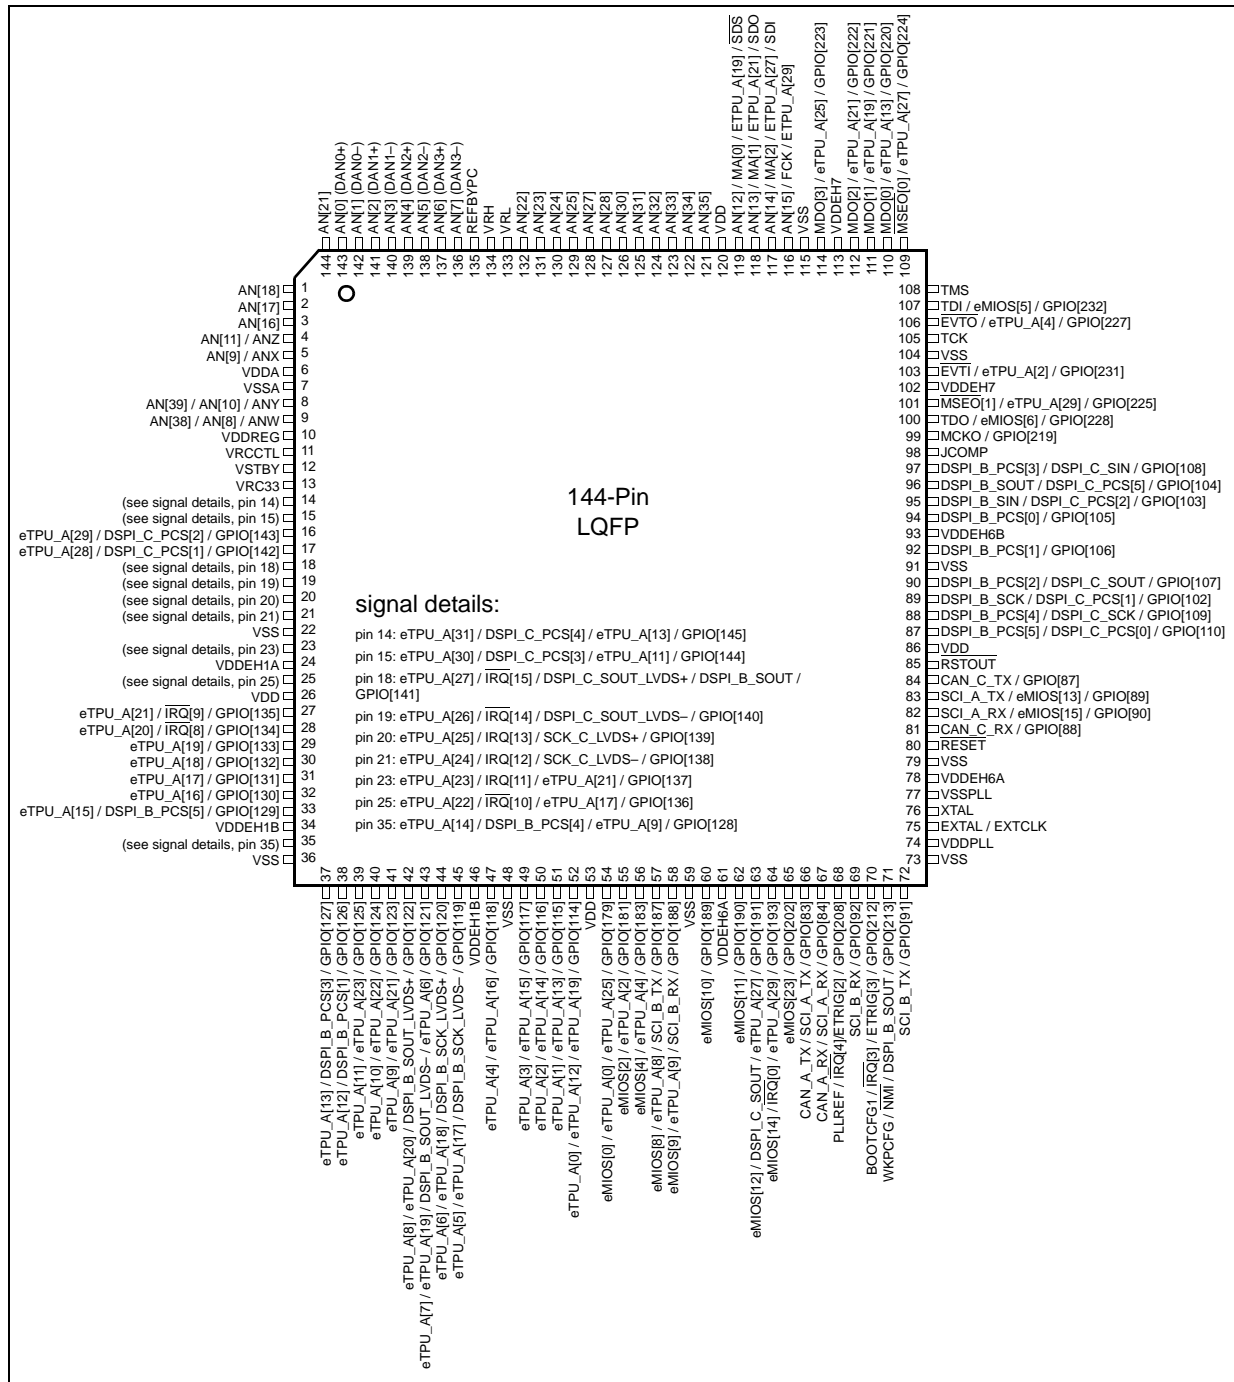 AN[21]
AN[0] (DAN0+)
AN[1] (DAN0–)
AN[2] (DAN1+)
AN[3] (DAN1–)
AN[4] (DAN2+)
AN[5] (DAN2–)
AN[6] (DAN3+)
AN[7] (DAN3–)
REFBYPC
VRH
VRL
AN[22]
AN[23]
AN[24]
AN[25]
AN[27]
AN[28]
AN[30]
AN[31]
AN[32]
AN[33]
AN[34]
AN[35]
VDD
AN[12] / MA[0] / ETPU_A[19] / SDS
AN[13] / MA[1] / ETPU_A[21] / SDO
AN[14] / MA[2] / ETPU_A[27] / SDI
AN[15] / FCK / ETPU_A[29]
VSS
MDO[3] / eTPU_A[25] / GPIO[223]
VDDEH7
MDO[2] / eTPU_A[21] / GPIO[222]
MDO[1] / eTPU_A[19] / GPIO[221]
MDO[0] / eTPU_A[13] / GPIO[220]
MSEO[0] / eTPU_A[27] / GPIO[224]
144
143
142
141
140
139
138
137
136
135
134
133
132
131
130
129
128
127
126
125
124
123
122
121
120
119
118
117
116
115
114
113
112
111
110
109
AN[18] 1
AN[17] 2
AN[16] 3
AN[11] / ANZ 4
AN[9] / ANX 5
VDDA 6
VSSA 7
AN[39] / AN[10] / ANY 8
AN[38] / AN[8] / ANW 9
VDDREG 10
VRCCTL 11
VSTBY 12
VRC33 13
(see signal details, pin 14) 14
(see signal details, pin 15) 15
eTPU_A[29] / DSPI_C_PCS[2] / GPIO[143] 16
eTPU_A[28] / DSPI_C_PCS[1] / GPIO[142] 17
(see signal details, pin 18) 18
(see signal details, pin 19) 19
(see signal details, pin 20) 20
(see signal details, pin 21) 21
VSS 22
(see signal details, pin 23) 23
VDDEH1A 24
(see signal details, pin 25) 25
VDD 26
eTPU_A[21] / IRQ[9] / GPIO[135] 27
eTPU_A[20] / IRQ[8] / GPIO[134] 28
eTPU_A[19] / GPIO[133] 29
eTPU_A[18] / GPIO[132] 30
eTPU_A[17] / GPIO[131] 31
eTPU_A[16] / GPIO[130] 32
eTPU_A[15] / DSPI_B_PCS[5] / GPIO[129] 33
VDDEH1B 34
(see signal details, pin 35) 35
VSS 36
144-Pin
LQFP
signal details:
pin 14: eTPU_A[31] / DSPI_C_PCS[4] / eTPU_A[13] / GPIO[145]
pin 15: eTPU_A[30] / DSPI_C_PCS[3] / eTPU_A[11] / GPIO[144]
pin 18: eTPU_A[27] / IRQ[15] / DSPI_C_SOUT_LVDS+ / DSPI_B_SOUT /
GPIO[141]
pin 19: eTPU_A[26] / IRQ[14] / DSPI_C_SOUT_LVDS– / GPIO[140]
pin 20: eTPU_A[25] / IRQ[13] / SCK_C_LVDS+ / GPIO[139]
pin 21: eTPU_A[24] / IRQ[12] / SCK_C_LVDS– / GPIO[138]
pin 23: eTPU_A[23] / IRQ[11] / eTPU_A[21] / GPIO[137]
pin 25: eTPU_A[22] / IRQ[10] / eTPU_A[17] / GPIO[136]
pin 35: eTPU_A[14] / DSPI_B_PCS[4] / eTPU_A[9] / GPIO[128]
108 TMS
107 TDI / eMIOS[5] / GPIO[232]
106 EVTO / eTPU_A[4] / GPIO[227]
105 TCK
104 VSS
103 EVTI / eTPU_A[2] / GPIO[231]
102 VDDEH7
101 MSEO[1] / eTPU_A[29] / GPIO[225]
100 TDO / eMIOS[6] / GPIO[228]
99 MCKO / GPIO[219]
98 JCOMP
97 DSPI_B_PCS[3] / DSPI_C_SIN / GPIO[108]
96 DSPI_B_SOUT / DSPI_C_PCS[5] / GPIO[104]
95 DSPI_B_SIN / DSPI_C_PCS[2] / GPIO[103]
94 DSPI_B_PCS[0] / GPIO[105]
93 VDDEH6B
92 DSPI_B_PCS[1] / GPIO[106]
91 VSS
90 DSPI_B_PCS[2] / DSPI_C_SOUT / GPIO[107]
89 DSPI_B_SCK / DSPI_C_PCS[1] / GPIO[102]
88 DSPI_B_PCS[4] / DSPI_C_SCK / GPIO[109]
87 DSPI_B_PCS[5] / DSPI_C_PCS[0] / GPIO[110]
86 VDD
85 RSTOUT
84 CAN_C_TX / GPIO[87]
83 SCI_A_TX / eMIOS[13] / GPIO[89]
82 SCI_A_RX / eMIOS[15] / GPIO[90]
81 CAN_C_RX / GPIO[88]
80 RESET
79 VSS
78 VDDEH6A
77 VSSPLL
76 XTAL
75 EXTAL / EXTCLK
74 VDDPLL
73 VSS
37
38
39
40
41
42
43
44
45
46
47
48
49
50
51
52
53
54
55
56
57
58
59
60
61
62
63
64
65
66
67
68
69
70
71
72
eTPU_A[13] / DSPI_B_PCS[3] / GPIO[127]
eTPU_A[12] / DSPI_B_PCS[1] / GPIO[126]
eTPU_A[11] / eTPU_A[23] / GPIO[125]
eTPU_A[10] / eTPU_A[22] / GPIO[124]
eTPU_A[9] / eTPU_A[21] / GPIO[123]
eTPU_A[8] / eTPU_A[20] / DSPI_B_SOUT_LVDS+ / GPIO[122]
eTPU_A[7] / eTPU_A[19] / DSPI_B_SOUT_LVDS– / eTPU_A[6] / GPIO[121]
eTPU_A[6] / eTPU_A[18] / DSPI_B_SCK_LVDS+ / GPIO[120]
eTPU_A[5] / eTPU_A[17] / DSPI_B_SCK_LVDS– / GPIO[119]
VDDEH1B
eTPU_A[4] / eTPU_A[16] / GPIO[118]
VSS
eTPU_A[3] / eTPU_A[15] / GPIO[117]
eTPU_A[2] / eTPU_A[14] / GPIO[116]
eTPU_A[1] / eTPU_A[13] / GPIO[115]
eTPU_A[0] / eTPU_A[12] / eTPU_A[19] / GPIO[114]
VDD
eMIOS[0] / eTPU_A[0] / eTPU_A[25] / GPIO[179]
eMIOS[2] / eTPU_A[2] / GPIO[181]
eMIOS[4] / eTPU_A[4] / GPIO[183]
eMIOS[8] / eTPU_A[8] / SCI_B_TX / GPIO[187]
eMIOS[9] / eTPU_A[9] / SCI_B_RX / GPIO[188]
VSS
eMIOS[10] / GPIO[189]
VDDEH6A
eMIOS[11] / GPIO[190]
eMIOS[12] / DSPI_C_SOUT / eTPU_A[27] / GPIO[191]
eMIOS[14] / IRQ[0] / eTPU_A[29] / GPIO[193]
eMIOS[23] / GPIO[202]
CAN_A_TX / SCI_A_TX / GPIO[83]
CAN_A_RX / SCI_A_RX / GPIO[84]
PLLREF / IRQ[4]/ETRIG[2] / GPIO[208]
SCI_B_RX / GPIO[92]
BOOTCFG1 / IRQ[3] / ETRIG[3] / GPIO[212]
WKPCFG / NMI / DSPI_B_SOUT / GPIO[213]
SCI_B_TX / GPIO[91]